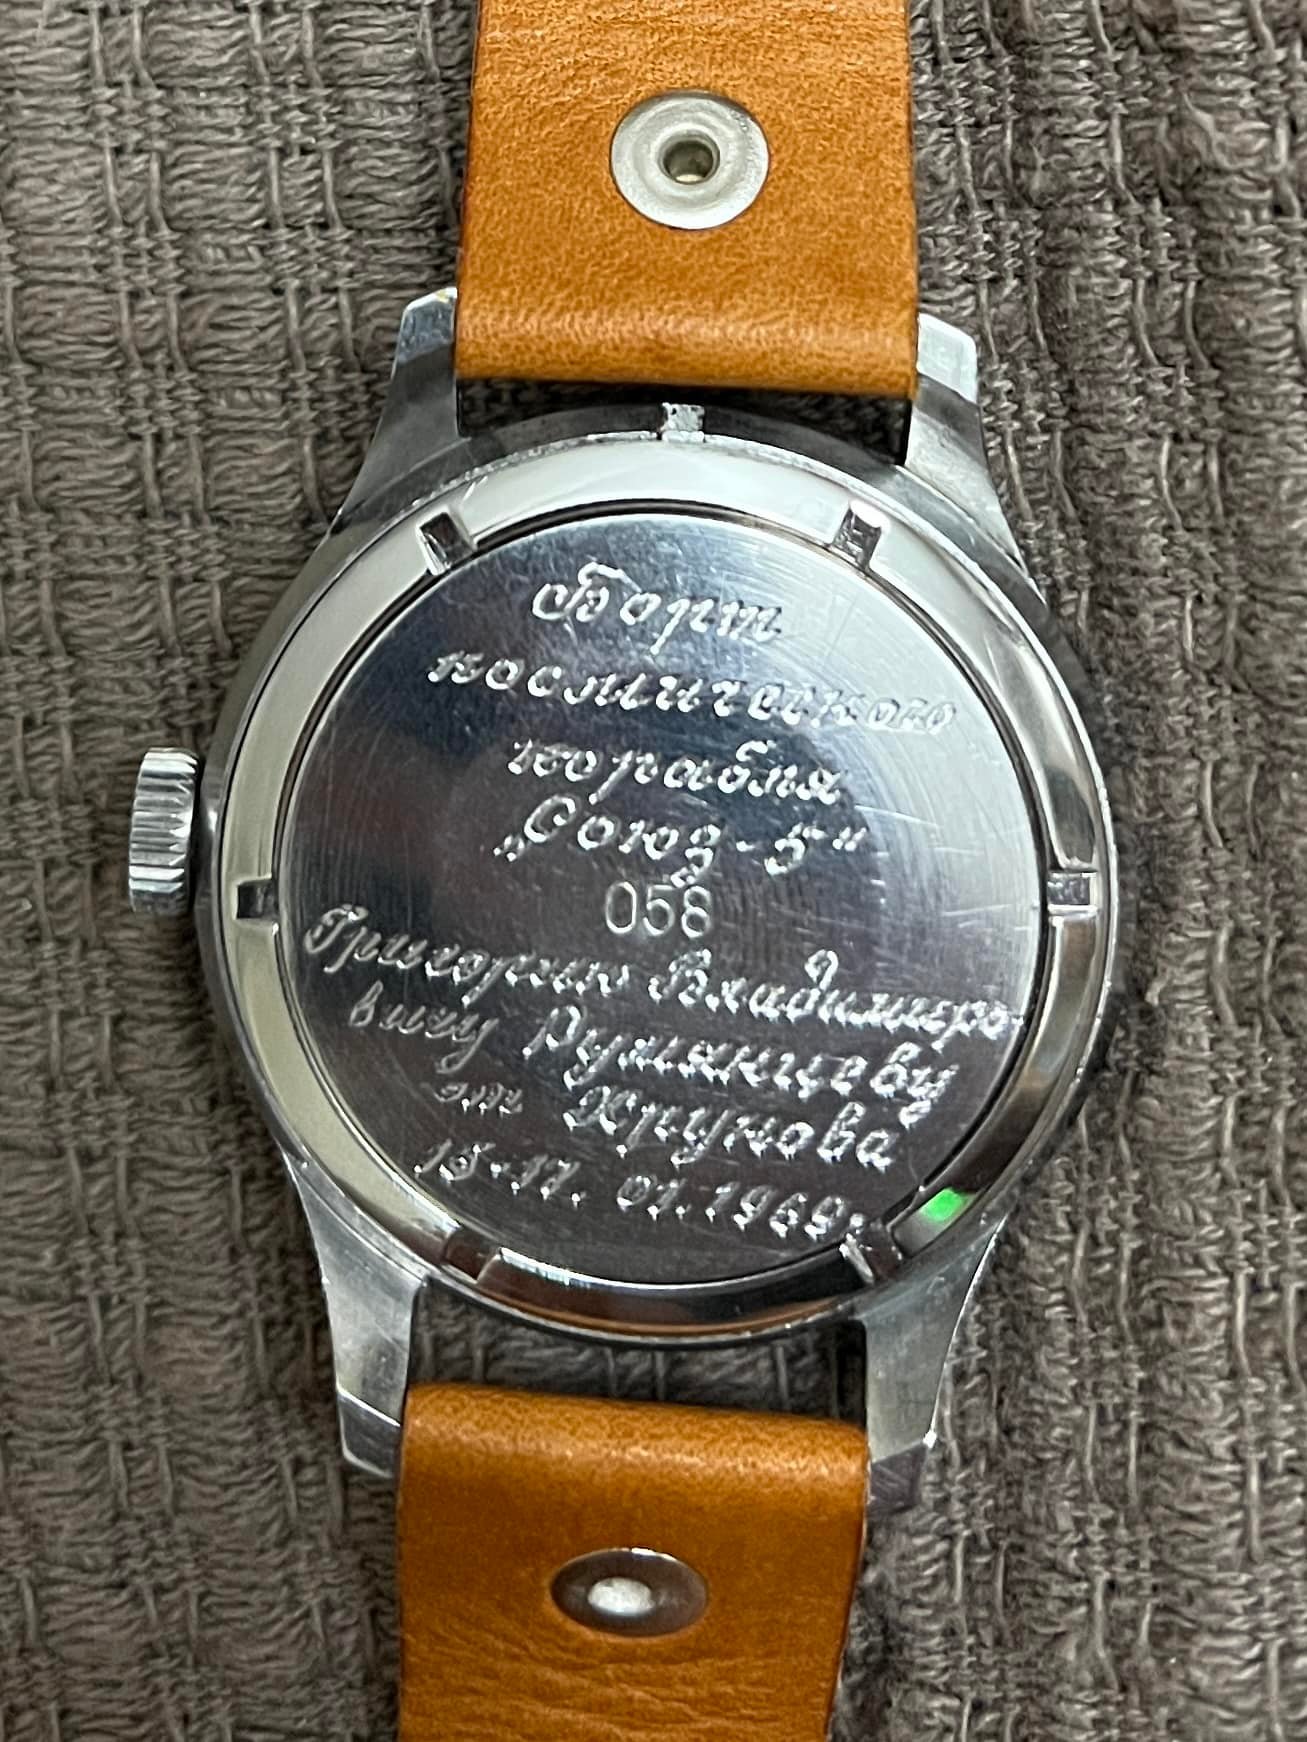 Борт
космического
корабля
„Союз-5"
058
Григорию Владимиро-
вичу Румянцеву
от Хрунова
15-17. 01. 1969г.